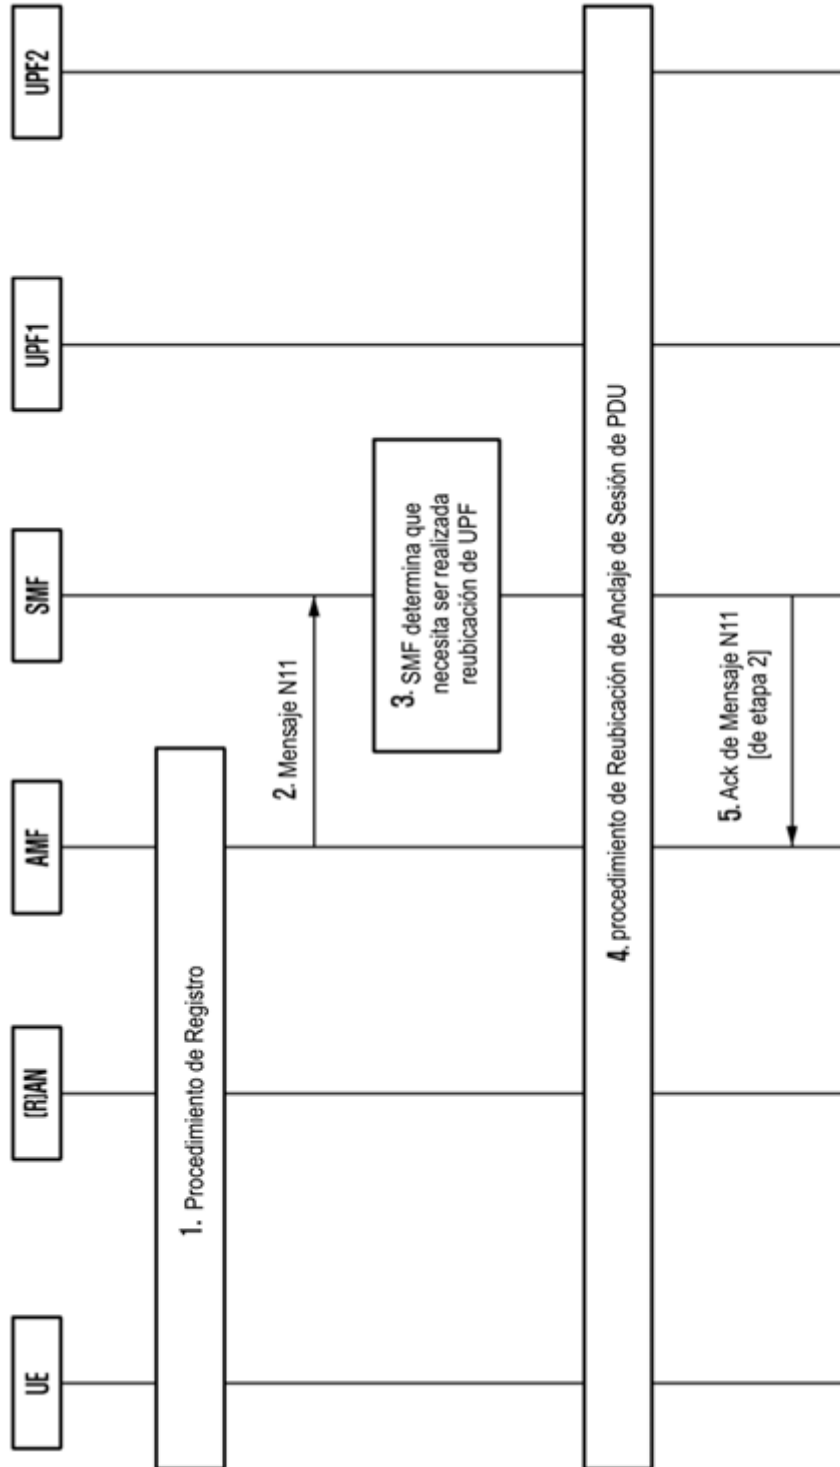 UE
(R)AN
AMF
SMF
UPF1
UPF2
1. Procedimiento de Registro
2. Mensaje N11
3. SMF determina que
necesita ser realizada
reubicación de UPF
4. procedimiento de Reubicación de Anclaje de Sesión de PDU
5. Ack de Mensaje N11
[de etapa 2]